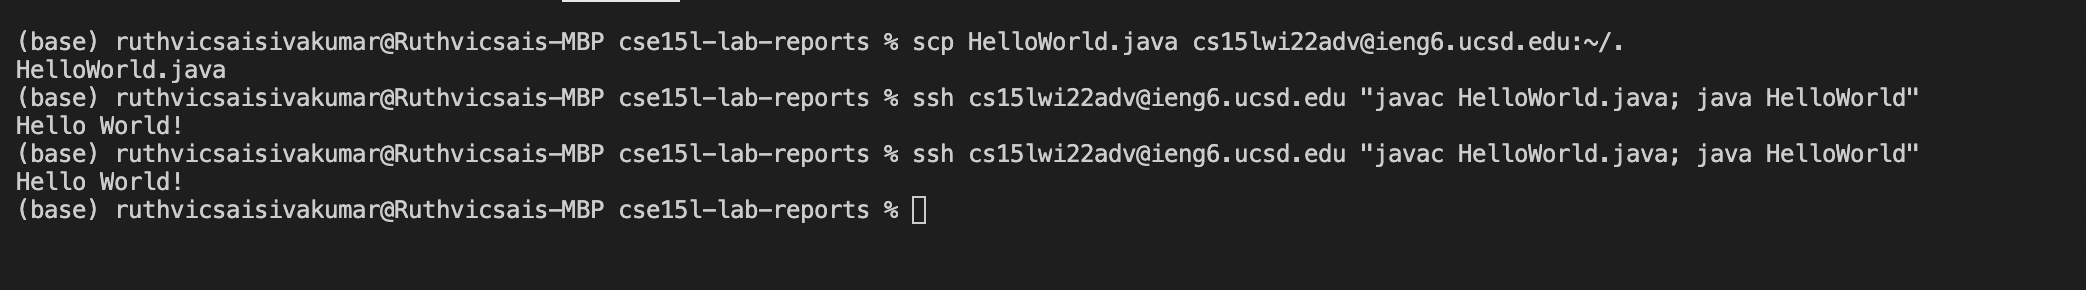 (base) ruthvicsaisivakumar@Ruthvicsais-MBP cse15l-lab-reports % scp HelloWorld.java cs15lwi22adv@ieng6.ucsd.edu:~/.
HelloWorld.java
(base) ruthvicsaisivakumar@Ruthvicsais-MBP cse15l-lab-reports % ssh cs15lwi22adv@ieng6.ucsd.edu "javac HelloWorld.java; java HelloWorld"
Hello World!
(base) ruthvicsaisivakumar@Ruthvicsais-MBP cse15l-lab-reports % ssh cs15lwi22adv@ieng6.ucsd.edu "javac HelloWorld.java; java HelloWorld"
Hello World!
(base) ruthvicsaisivakumar@Ruthvicsais-MBP cse15l-lab-reports %